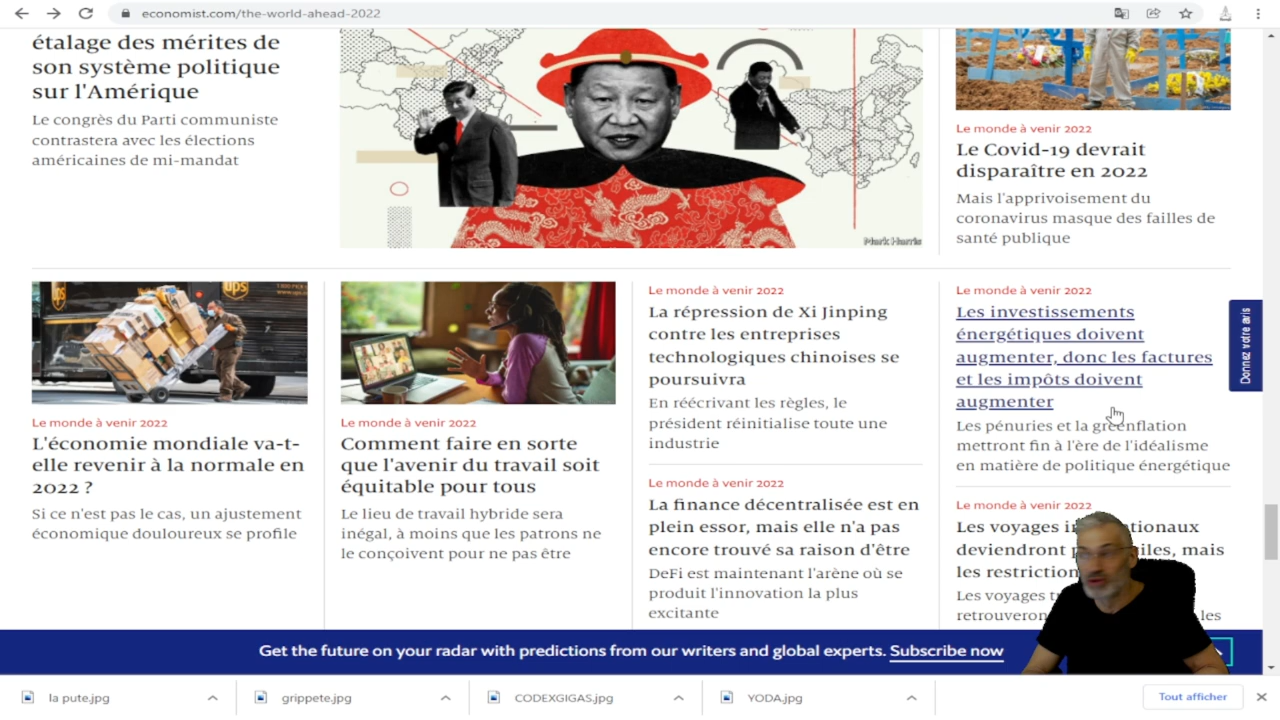 economist.com/the-world-ahead-2022
étalage des mérites de
son système politique
sur l'Amérique
Le congrès du Parti communiste
contrastera avec les élections
américaines de mi-mandat
Mark Harris
Le monde à venir 2022
Le Covid-19 devrait
disparaître en 2022
Mais l'apprivoisement du
coronavirus masque des failles de
santé publique
ups
ups
Le monde à venir 2022
L'économie mondiale va-t-
elle revenir à la normale en
2022 ?
Si ce n'est pas le cas, un ajustement
économique douloureux se profile
Le monde à venir 2022
Comment faire en sorte
que l'avenir du travail soit
équitable pour tous
Le lieu de travail hybride sera
inégal, à moins que les patrons ne
le conçoivent pour ne pas être
Le monde à venir 2022
La répression de Xi Jinping
contre les entreprises
technologiques chinoises se
poursuivra
En réécrivant les règles, le
président réinitialise toute une
industrie
Le monde à venir 2022
La finance décentralisée est en
plein essor, mais elle n'a pas
encore trouvé sa raison d'être
DeFi est maintenant l'arène où se
produit l'innovation la plus
excitante
Le monde à venir 2022
Les investissements
énergétiques doivent
augmenter, donc les factures
et les impôts doivent
augmenter
Les pénuries et la greenflation
mettront fin à l'ère de l'idéalisme
en matière de politique énergétique
Le monde à venir 2022
Les voyages
deviendront mais
les
Les voyages
les
Donnez votre avis
Get the future on your radar with predictions from our writers and global experts. Subscribe now
la pute.jpg
grippete.jpg
CODEXGIGAS.jpg
YODA.jpg
Tout afficher